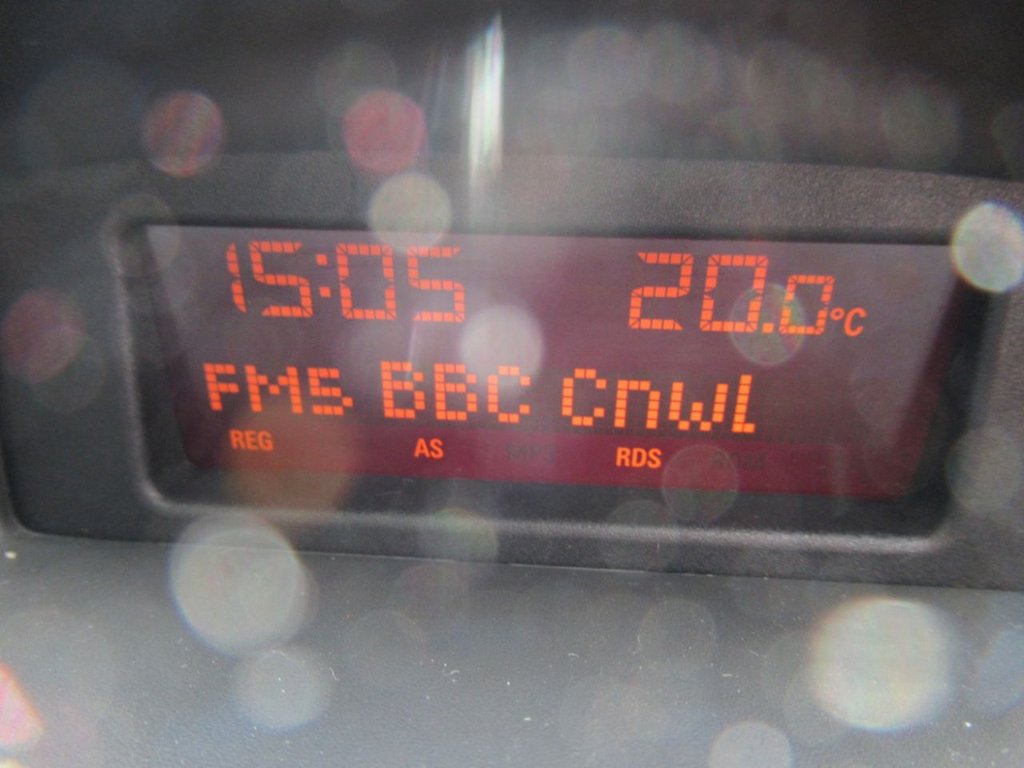 15:05 20.0°C
FM5 BBC Cnwl
REG AS RDS